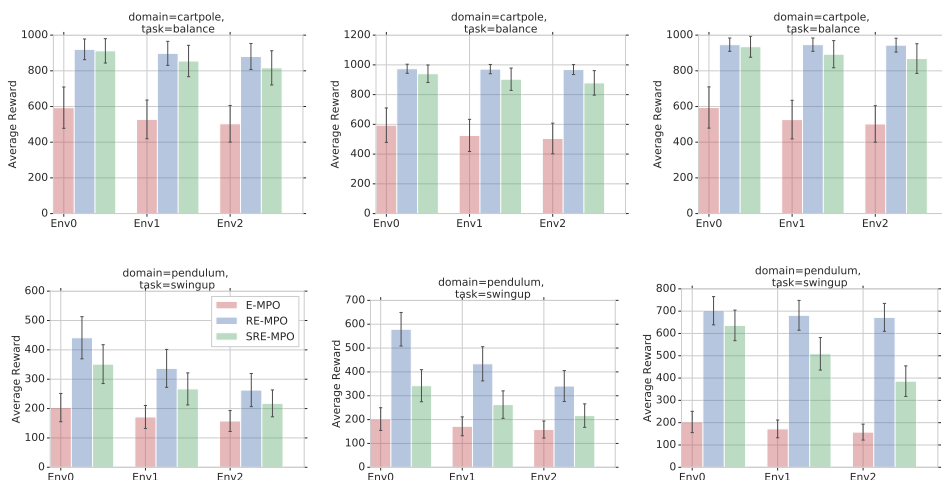 domain=cartpole,
task=balance
1000
800
600
400
200
0
Average Reward
Env0 Env1 Env2
domain=cartpole,
task=balance
1200
1000
800
600
400
200
0
Average Reward
Env0 Env1 Env2
domain=cartpole,
task=balance
1000
800
600
400
200
0
Average Reward
Env0 Env1 Env2
domain=pendulum,
task=swingup
600
500
400
300
200
100
0
Average Reward
E-MPO
RE-MPO
SRE-MPO
Env0 Env1 Env2
domain=pendulum,
task=swingup
700
600
500
400
300
200
100
0
Average Reward
Env0 Env1 Env2
domain=pendulum,
task=swingup
800
700
600
500
400
300
200
100
0
Average Reward
Env0 Env1 Env2